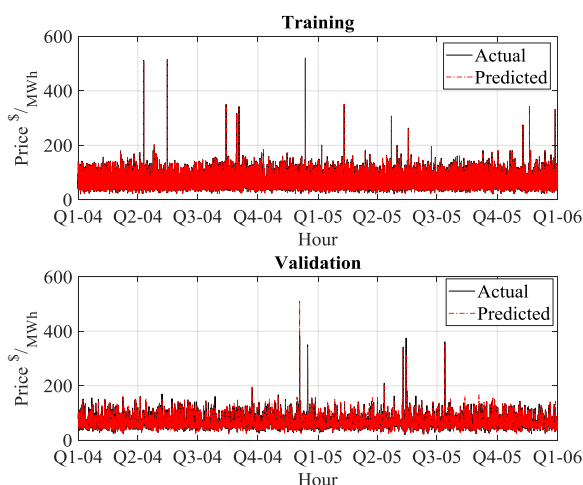 Training
600
400
200
0
Price $/MWh
Actual
Predicted
Q1-04 Q2-04 Q3-04 Q4-04 Q1-05 Q2-05 Q3-05 Q4-05 Q1-06
Hour
Validation
600
400
200
0
Price $/MWh
Actual
Predicted
Q1-04 Q2-04 Q3-04 Q4-04 Q1-05 Q2-05 Q3-05 Q4-05 Q1-06
Hour